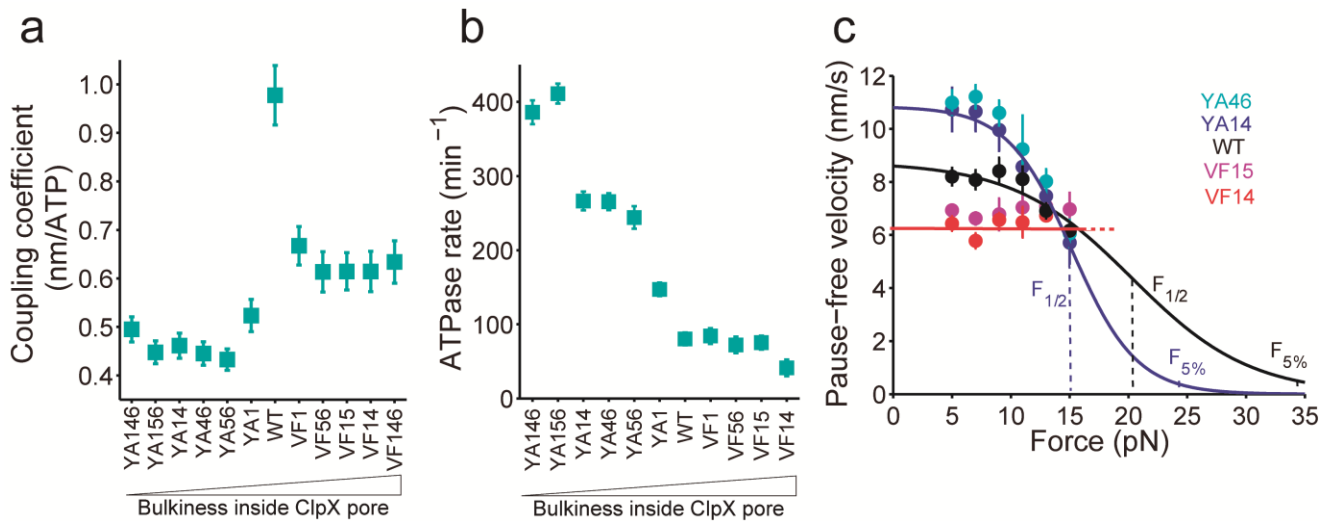 a
Coupling coefficient
(nm/ATP)
1.0
0.9
0.8
0.7
0.6
0.5
0.4
YA146
YA156
YA14
YA46
YA56
YA1
WT
VF1
VF56
VF15
VF14
VF146
Bulkiness inside ClpX pore
b
ATPase rate (min⁻¹)
400
300
200
100
0
YA146
YA156
YA14
YA46
YA56
YA1
WT
VF1
VF56
VF15
VF14
Bulkiness inside ClpX pore
c
Pause-free velocity (nm/s)
12
10
8
6
4
2
0
YA46
YA14
WT
VF15
VF14
F1/2
F1/2
F5%
F5%
0
5
10
15
20
25
30
35
Force (pN)